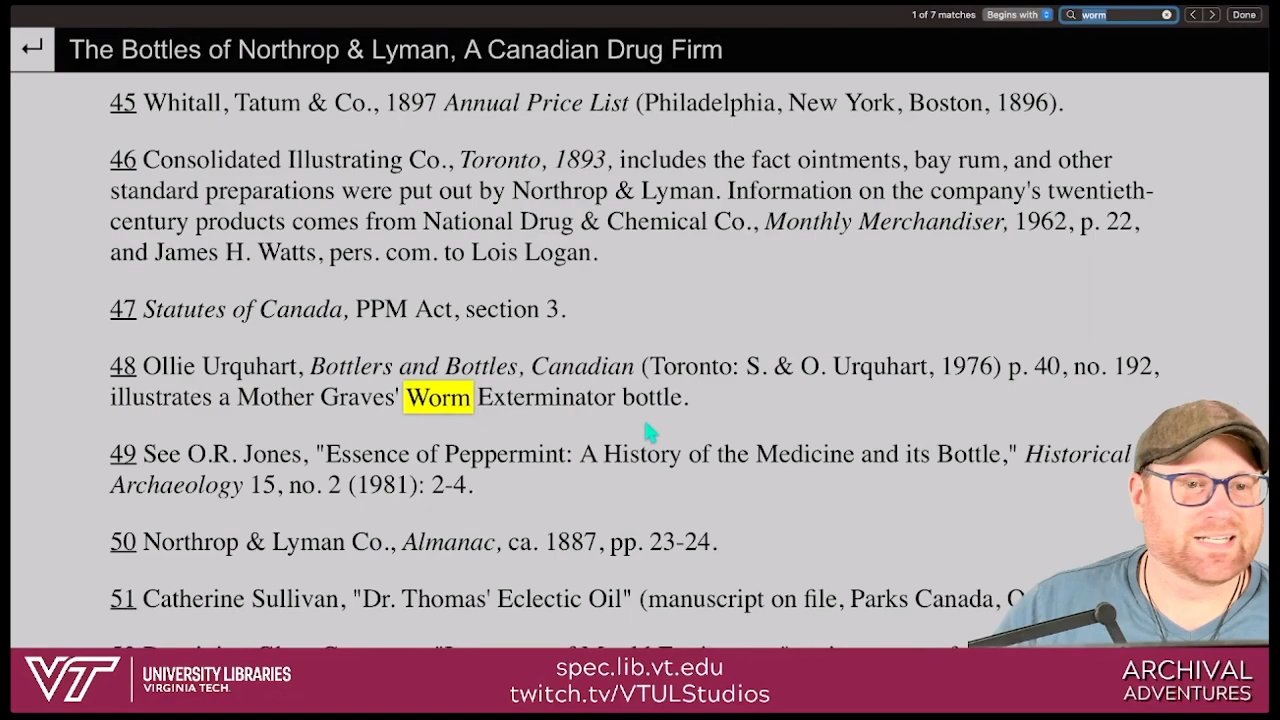 1 of 7 matches Begins with worm Done
The Bottles of Northrop & Lyman, A Canadian Drug Firm
45 Whitall, Tatum & Co., 1897 Annual Price List (Philadelphia, New York, Boston, 1896).
46 Consolidated Illustrating Co., Toronto, 1893, includes the fact ointments, bay rum, and other
standard preparations were put out by Northrop & Lyman. Information on the company's twentieth-
century products comes from National Drug & Chemical Co., Monthly Merchandiser, 1962, p. 22,
and James H. Watts, pers. com. to Lois Logan.
47 Statutes of Canada, PPM Act, section 3.
48 Ollie Urquhart, Bottlers and Bottles, Canadian (Toronto: S. & O. Urquhart, 1976) p. 40, no. 192,
illustrates a Mother Graves' Worm Exterminator bottle.
49 See O.R. Jones, "Essence of Peppermint: A History of the Medicine and its Bottle," Historical
Archaeology 15, no. 2 (1981): 2-4.
50 Northrop & Lyman Co., Almanac, ca. 1887, pp. 23-24.
51 Catherine Sullivan, "Dr. Thomas' Eclectic Oil" (manuscript on file, Parks Canada,
VT UNIVERSITY LIBRARIES
VIRGINIA TECH
spec.lib.vt.edu
twitch.tv/VTULStudios
ARCHIVAL
ADVENTURES